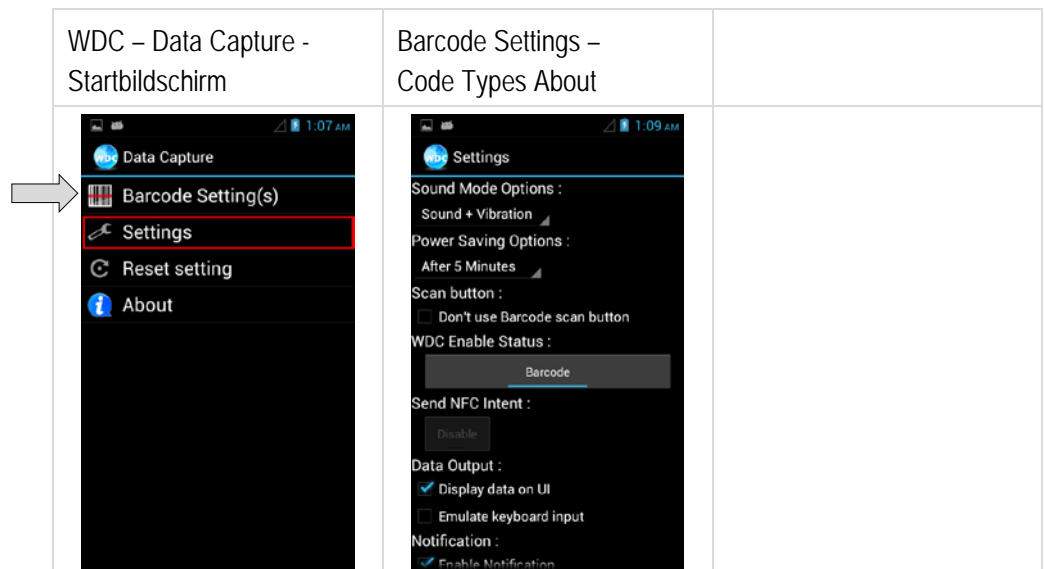 WDC – Data Capture -
Startbildschirm
Barcode Settings –
Code Types About
1:07 AM
WDC Data Capture
Barcode Setting(s)
Settings
Reset setting
About
1:09 AM
WDC Settings
Sound Mode Options :
Sound + Vibration
Power Saving Options :
After 5 Minutes
Scan button :
Don't use Barcode scan button
WDC Enable Status :
Barcode
Send NFC Intent :
Disable
Data Output :
Display data on UI
Emulate keyboard input
Notification :
Enable Notification